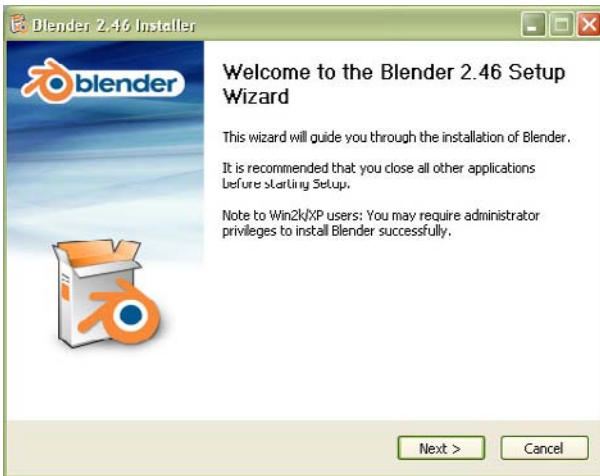 Blender 2.46 Installer
blender
Welcome to the Blender 2.46 Setup
Wizard
This wizard will guide you through the installation of Blender.
It is recommended that you close all other applications
before starting Setup.
Note to Win2k/XP users: You may require administrator
privileges to install Blender successfully.
Next >
Cancel